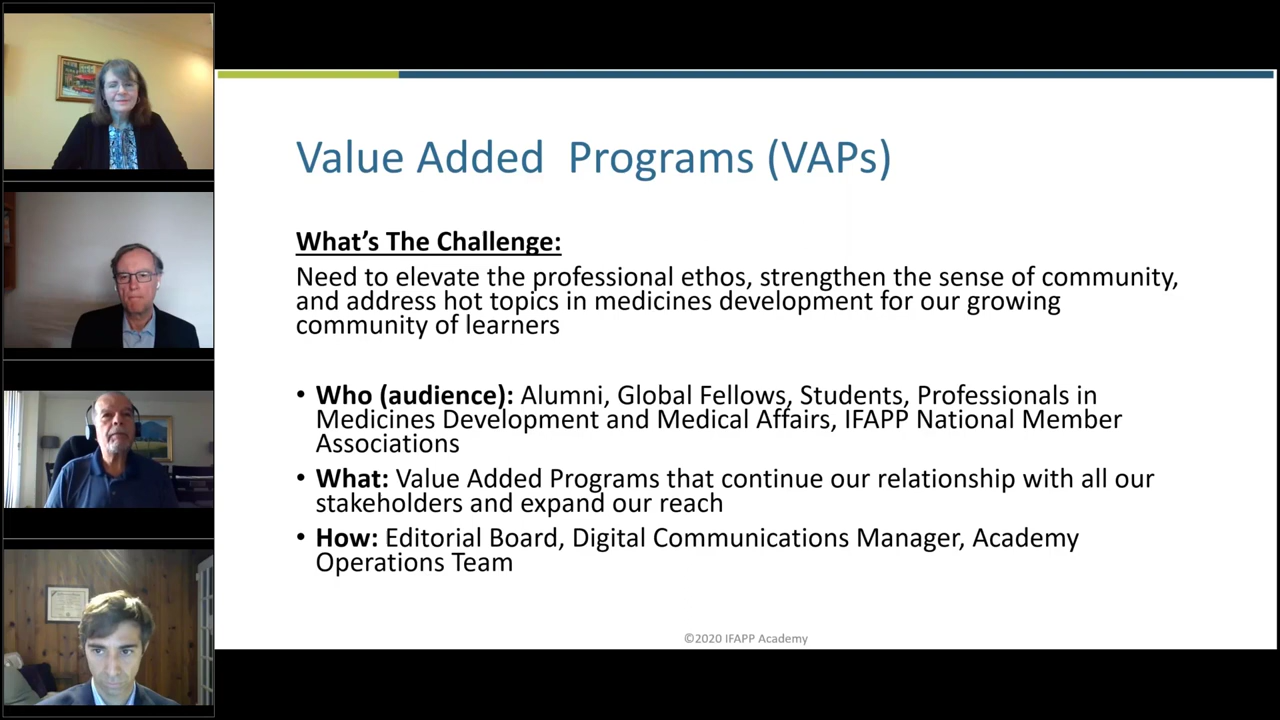 Value Added  Programs (VAPs)
What's The Challenge:
Need to elevate the professional ethos, strengthen the sense of community,
and address hot topics in medicines development for our growing
community of learners
• Who (audience): Alumni, Global Fellows, Students, Professionals in
Medicines Development and Medical Affairs, IFAPP National Member
Associations
• What: Value Added Programs that continue our relationship with all our
stakeholders and expand our reach
• How: Editorial Board, Digital Communications Manager, Academy
Operations Team
©2020 IFAPP Academy